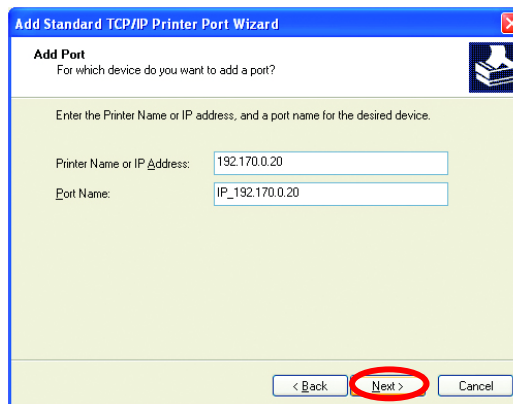 Add Standard TCP/IP Printer Port Wizard
Add Port
For which device do you want to add a port?
Enter the Printer Name or IP address, and a port name for the desired device.
Printer Name or IP Address: 192.170.0.20
Port Name: IP_192.170.0.20
< Back Next > Cancel